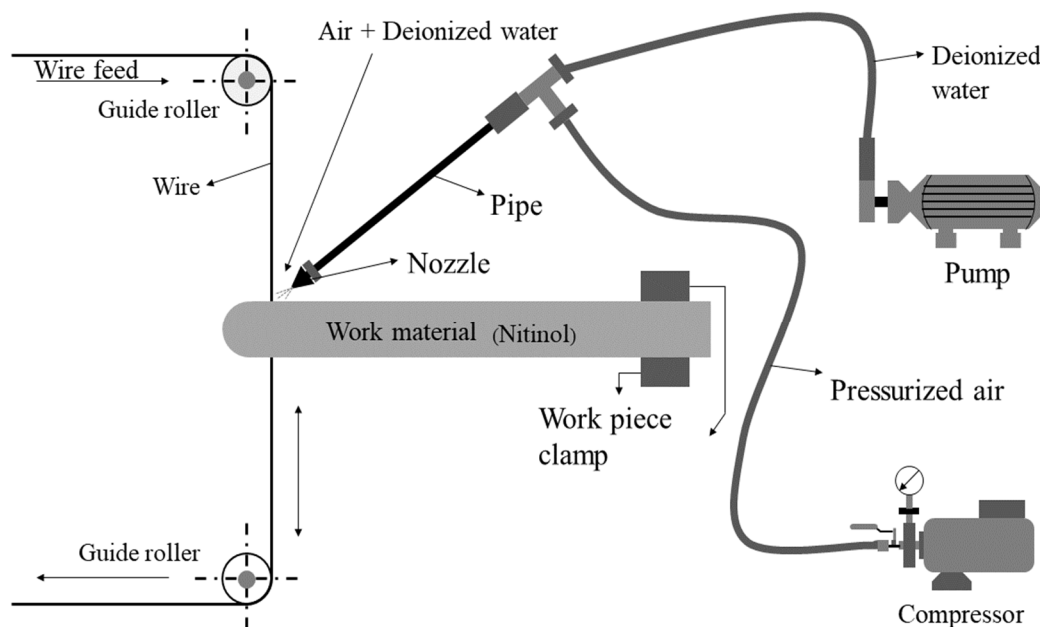 Air + Deionized water
Wire feed
Guide roller
Deionized
water
Wire
Pipe
Nozzle
Pump
Work material (Nitinol)
Pressurized air
Work piece
clamp
Guide roller
Compressor